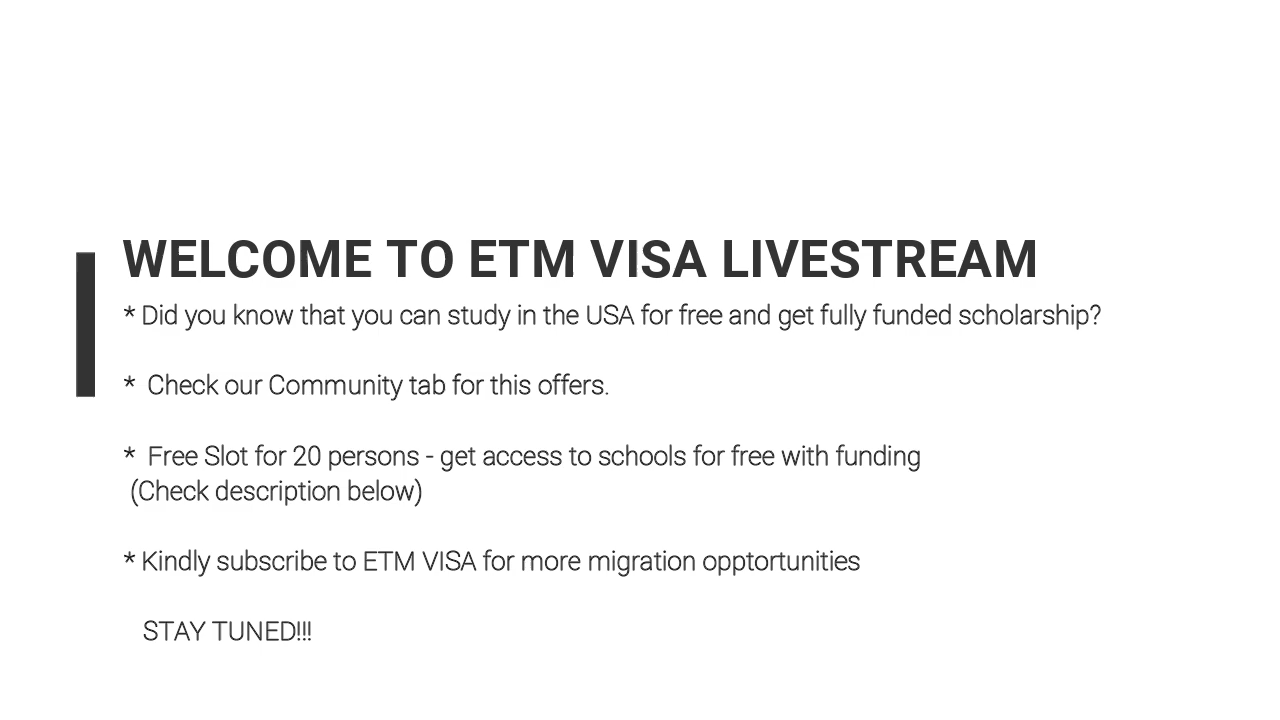 WELCOME TO ETM VISA LIVESTREAM
* Did you know that you can study in the USA for free and get fully funded scholarship?
*  Check our Community tab for this offers.
*  Free Slot for 20 persons - get access to schools for free with funding
(Check description below)
* Kindly subscribe to ETM VISA for more migration opptortunities
STAY TUNED!!!